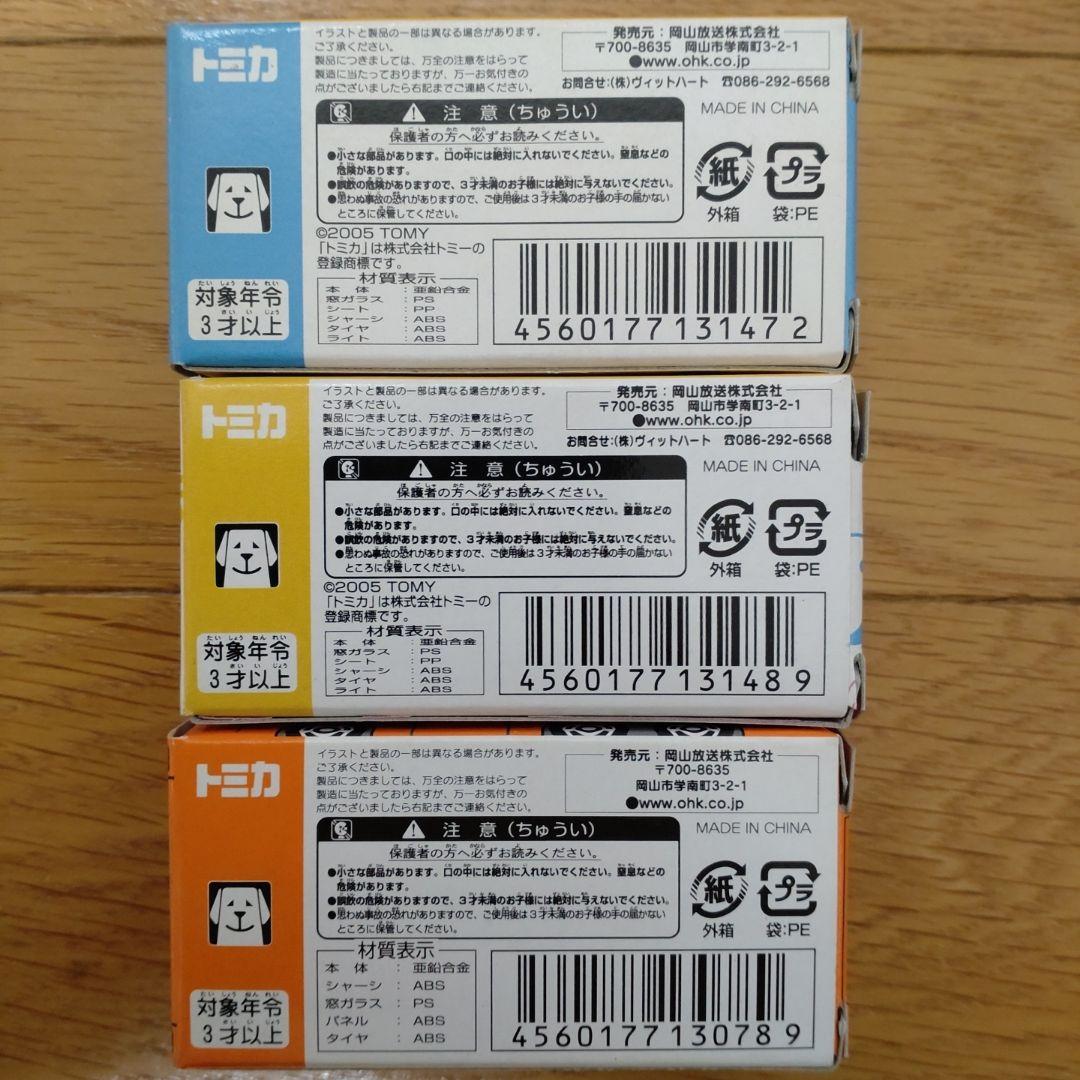 トミカ
イラストと製品の一部は異なる場合があります。
ご了承ください。
製品につきましては、万全の注意をはらって
製造に当たっておりますが、万一お気付きの
点がございましたら右記までご連絡ください。
発売元：岡山放送株式会社
〒700-8635 岡山市学南町3-2-1
●www.ohk.co.jp
お問合せ：(株)ヴィットハート ☎086-292-6568
注 意（ちゅうい）
保護者の方へ必ずお読みください。
●小さな部品があります。口の中には絶対に入れないでください。窒息などの
危険があります。
●誤飲の危険がありますので、３才未満のお子様には絶対に与えないでください。
●思わぬ事故の恐れがありますので、ご使用後は３才未満のお子様の手の届かない
ところに保管してください。
MADE IN CHINA
紙 プラ
外箱 袋:PE
©2005 TOMY
「トミカ」は株式会社トミーの
登録商標です。
材質表示
本体：亜鉛合金
窓ガラス：PS
シート：PP
シャーシ：ABS
タイヤ：ABS
ライト：ABS
たい しょう ねん れい
対象年令
さい い じょう
３才以上
4560177131472
トミカ
イラストと製品の一部は異なる場合があります。
ご了承ください。
製品につきましては、万全の注意をはらって
製造に当たっておりますが、万一お気付きの
点がございましたら右記までご連絡ください。
発売元：岡山放送株式会社
〒700-8635 岡山市学南町3-2-1
●www.ohk.co.jp
お問合せ：(株)ヴィットハート ☎086-292-6568
注 意（ちゅうい）
保護者の方へ必ずお読みください。
●小さな部品があります。口の中には絶対に入れないでください。窒息などの
危険があります。
●誤飲の危険がありますので、３才未満のお子様には絶対に与えないでください。
●思わぬ事故の恐れがありますので、ご使用後は３才未満のお子様の手の届かない
ところに保管してください。
MADE IN CHINA
紙 プラ
外箱 袋:PE
©2005 TOMY
「トミカ」は株式会社トミーの
登録商標です。
材質表示
本体：亜鉛合金
窓ガラス：PS
シート：PP
シャーシ：ABS
タイヤ：ABS
ライト：ABS
たい しょう ねん れい
対象年令
さい い じょう
３才以上
4560177131489
トミカ
イラストと製品の一部は異なる場合があります。
ご了承ください。
製品につきましては、万全の注意をはらって
製造に当たっておりますが、万一お気付きの
点がございましたら右記までご連絡ください。
発売元：岡山放送株式会社
〒700-8635
岡山市学南町3-2-1
●www.ohk.co.jp
注 意（ちゅうい）
保護者の方へ必ずお読みください。
●小さな部品があります。口の中には絶対に入れないでください。窒息などの
危険があります。
●誤飲の危険がありますので、３才未満のお子様には絶対に与えないでください。
●思わぬ事故の恐れがありますので、ご使用後は３才未満のお子様の手の届かない
ところに保管してください。
MADE IN CHINA
紙 プラ
外箱 袋:PE
材質表示
本体：亜鉛合金
シャーシ：ABS
窓ガラス：PS
パネル：ABS
タイヤ：ABS
たい しょう ねん れい
対象年令
さい い じょう
３才以上
4560177130789